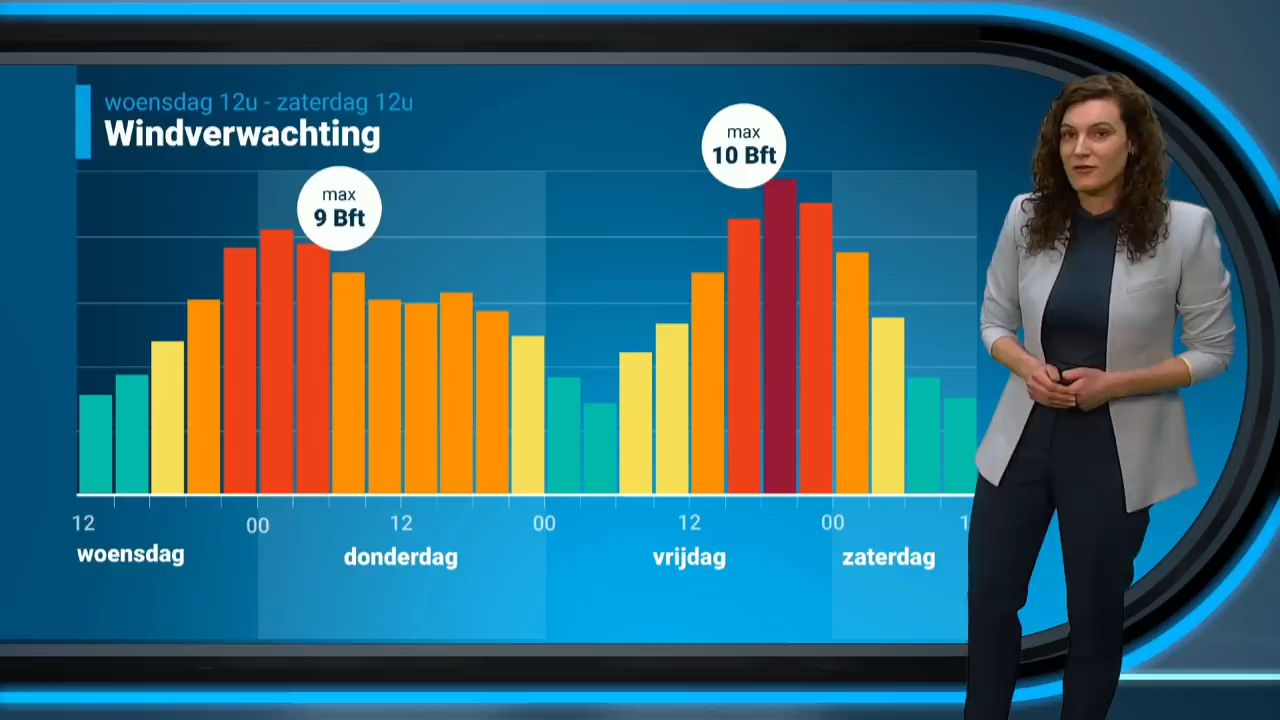 woensdag 12u - zaterdag 12u
Windverwachting
max
9 Bft
max
10 Bft
12 00 12 00 12 00
woensdag donderdag vrijdag zaterdag